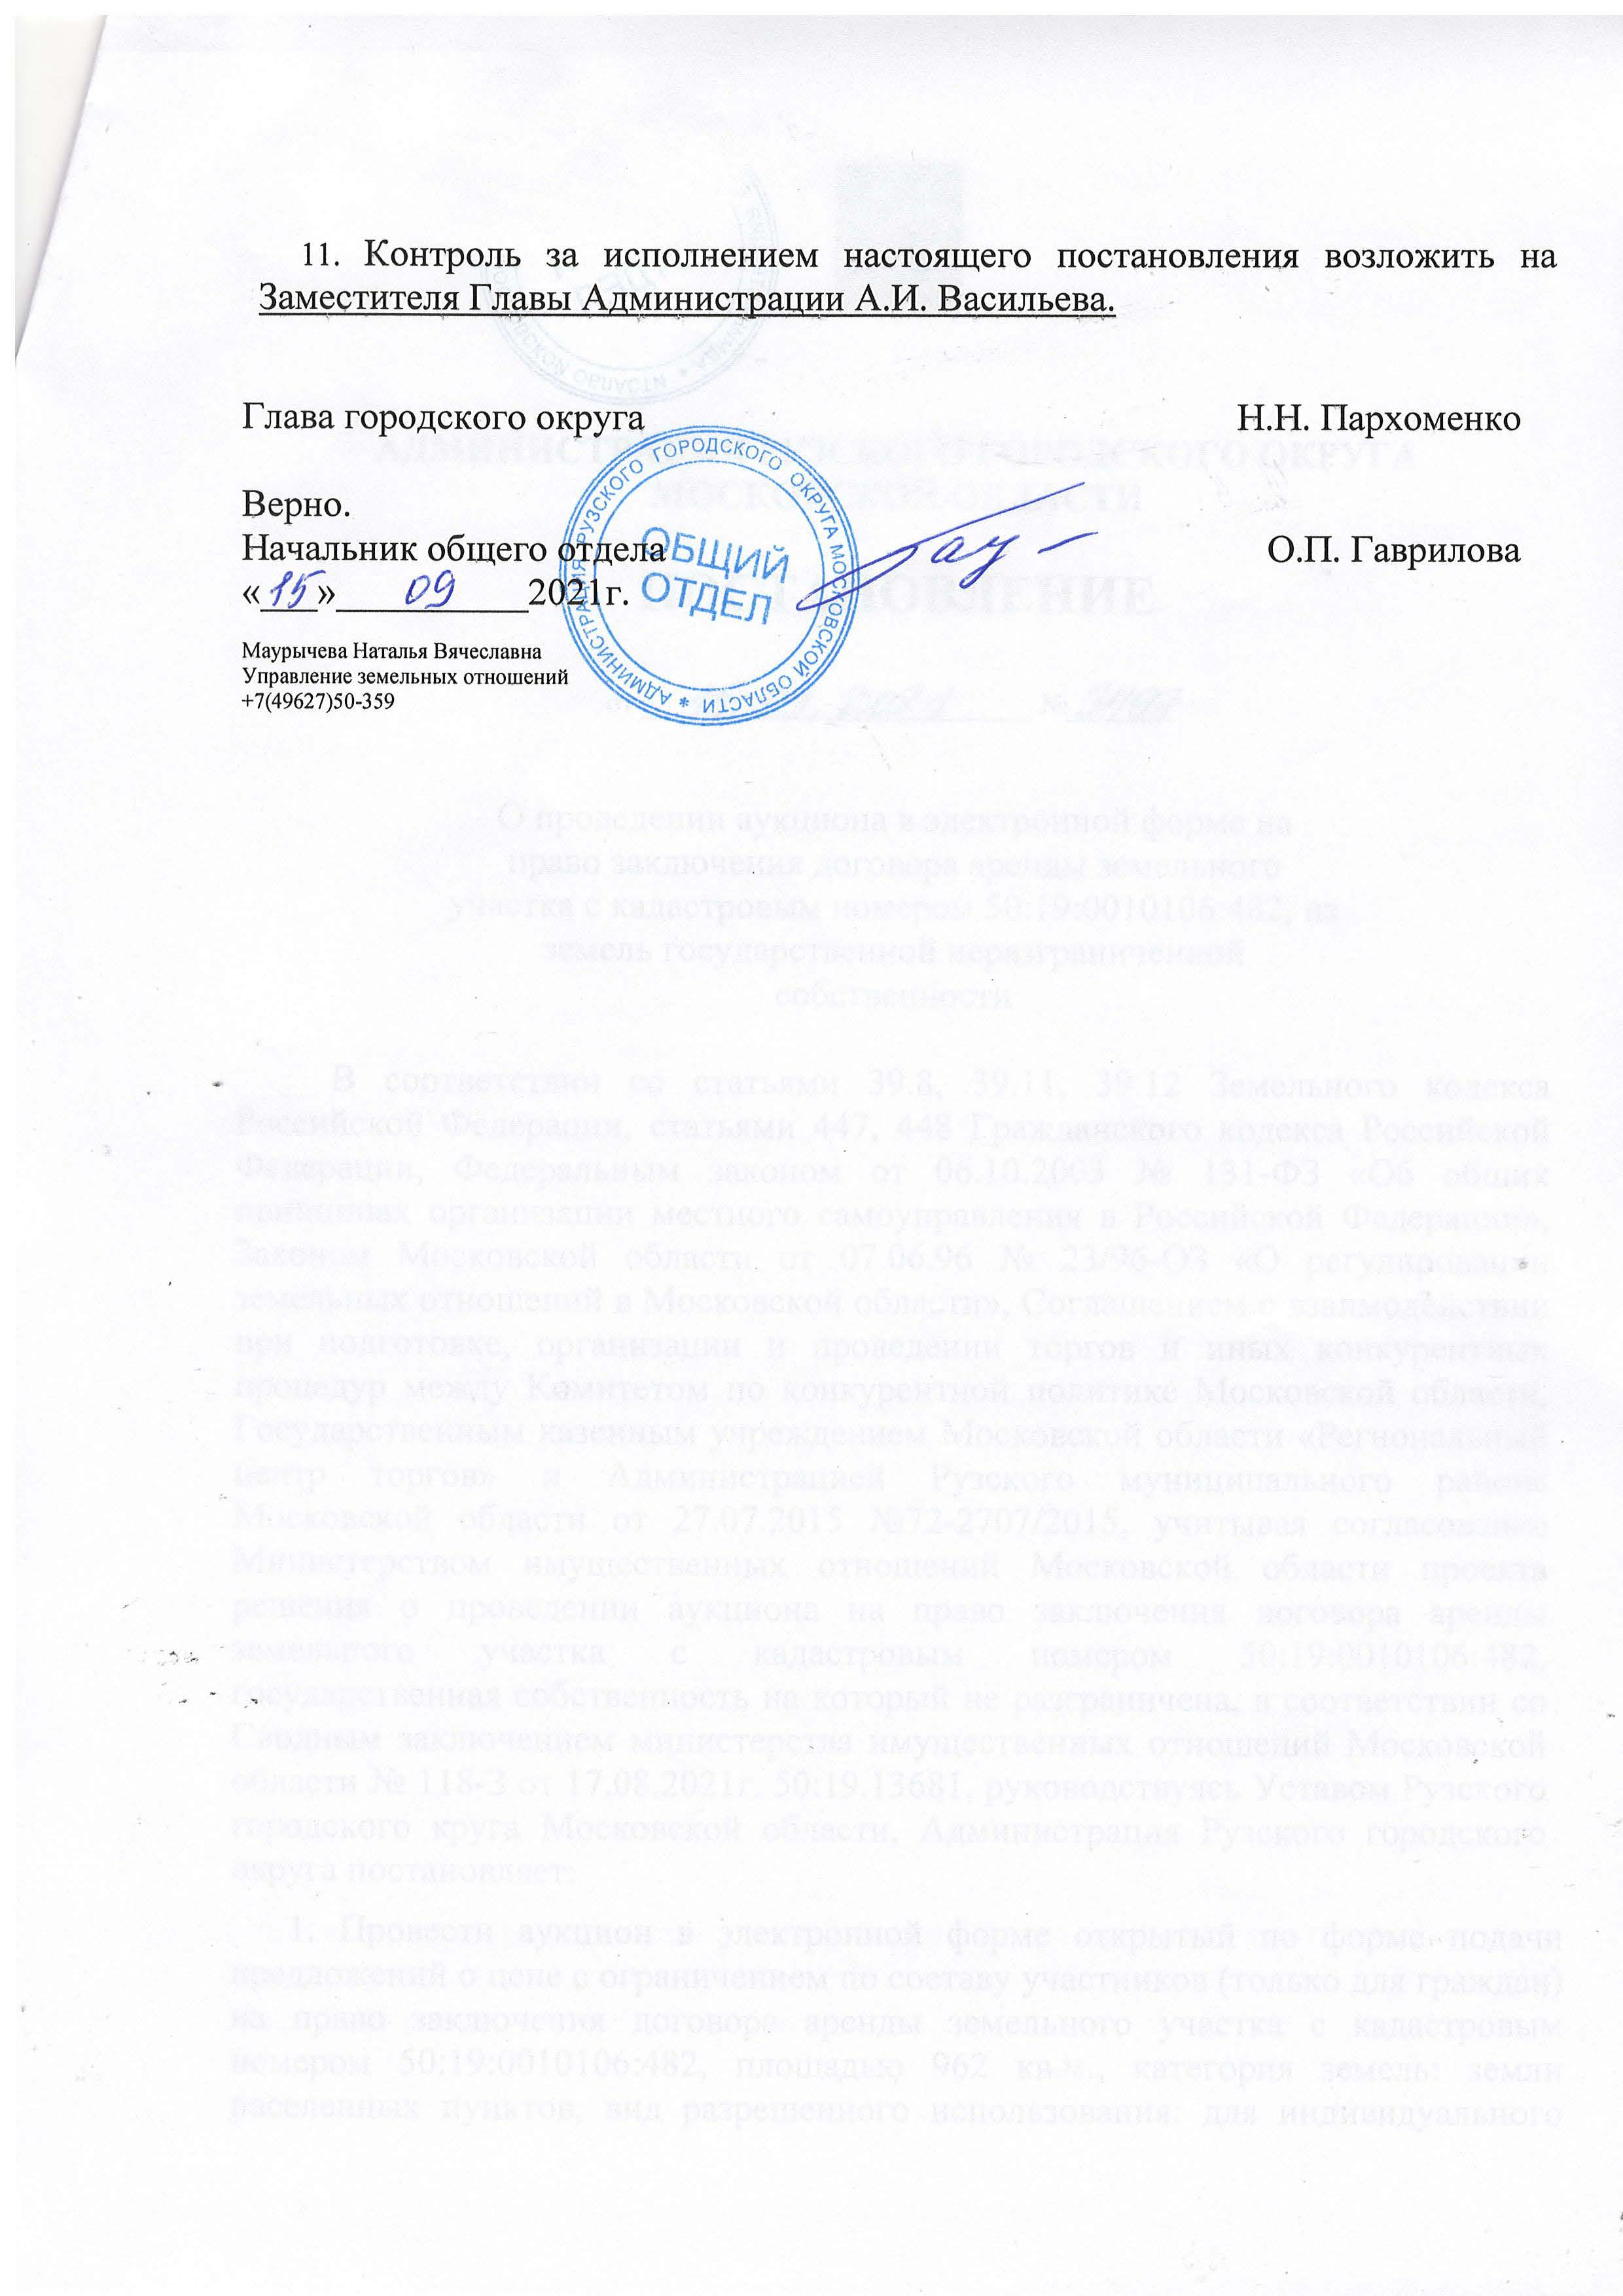 11. Контроль за исполнением настоящего постановления возложить на
Заместителя Главы Администрации А.И. Васильева.
Глава городского округа Н.Н. Пархоменко
Верно.
Начальник общего отдела О.П. Гаврилова
«15» 09 2021г.
АДМИНИСТРАЦИЯ РУЗСКОГО ГОРОДСКОГО ОКРУГА МОСКОВСКОЙ ОБЛАСТИ *
ОБЩИЙ
ОТДЕЛ
Маурычева Наталья Вячеславна
Управление земельных отношений
+7(49627)50-359
О проведении аукциона в электронной форме на
право заключения договора аренды земельного
участка с кадастровым номером 50:19:0010106:482, из
земель государственной неразграниченной
собственности
В соответствии со статьями 39.8, 39.11, 39.12 Земельного кодекса
Российской Федерации, статьями 447, 448 Гражданского кодекса Российской
Федерации, Федеральным законом от 06.10.2003 № 131-ФЗ «Об общих
принципах организации местного самоуправления в Российской Федерации»,
Законом Московской области от 07.06.96 № 23/96-ОЗ «О регулировании
земельных отношений в Московской области», Соглашением о взаимодействии
при подготовке, организации и проведении торгов и иных конкурентных
процедур между Комитетом по конкурентной политике Московской области,
Государственным казенным учреждением Московской области «Региональный
центр торгов» и Администрацией Рузского муниципального района
Московской области от 27.07.2015 №72-2707/2015, учитывая согласование
Министерством имущественных отношений Московской области проекта
решения о проведении аукциона на право заключения договора аренды
земельного участка с кадастровым номером 50:19:0010106:482,
государственная собственность на который не разграничена, в соответствии со
Сводным заключением министерства имущественных отношений Московской
области № 118-З от 17.08.2021г. 50:19.13681, руководствуясь Уставом Рузского
городского круга Московской области, Администрация Рузского городского
округа постановляет:
1. Провести аукцион в электронной форме открытый по форме подачи
предложений о цене с ограничением по составу участников (только для граждан)
на право заключения договора аренды земельного участка с кадастровым
номером 50:19:0010106:482, площадью 962 кв.м., категория земель: земли
населенных пунктов, вид разрешенного использования: для индивидуального